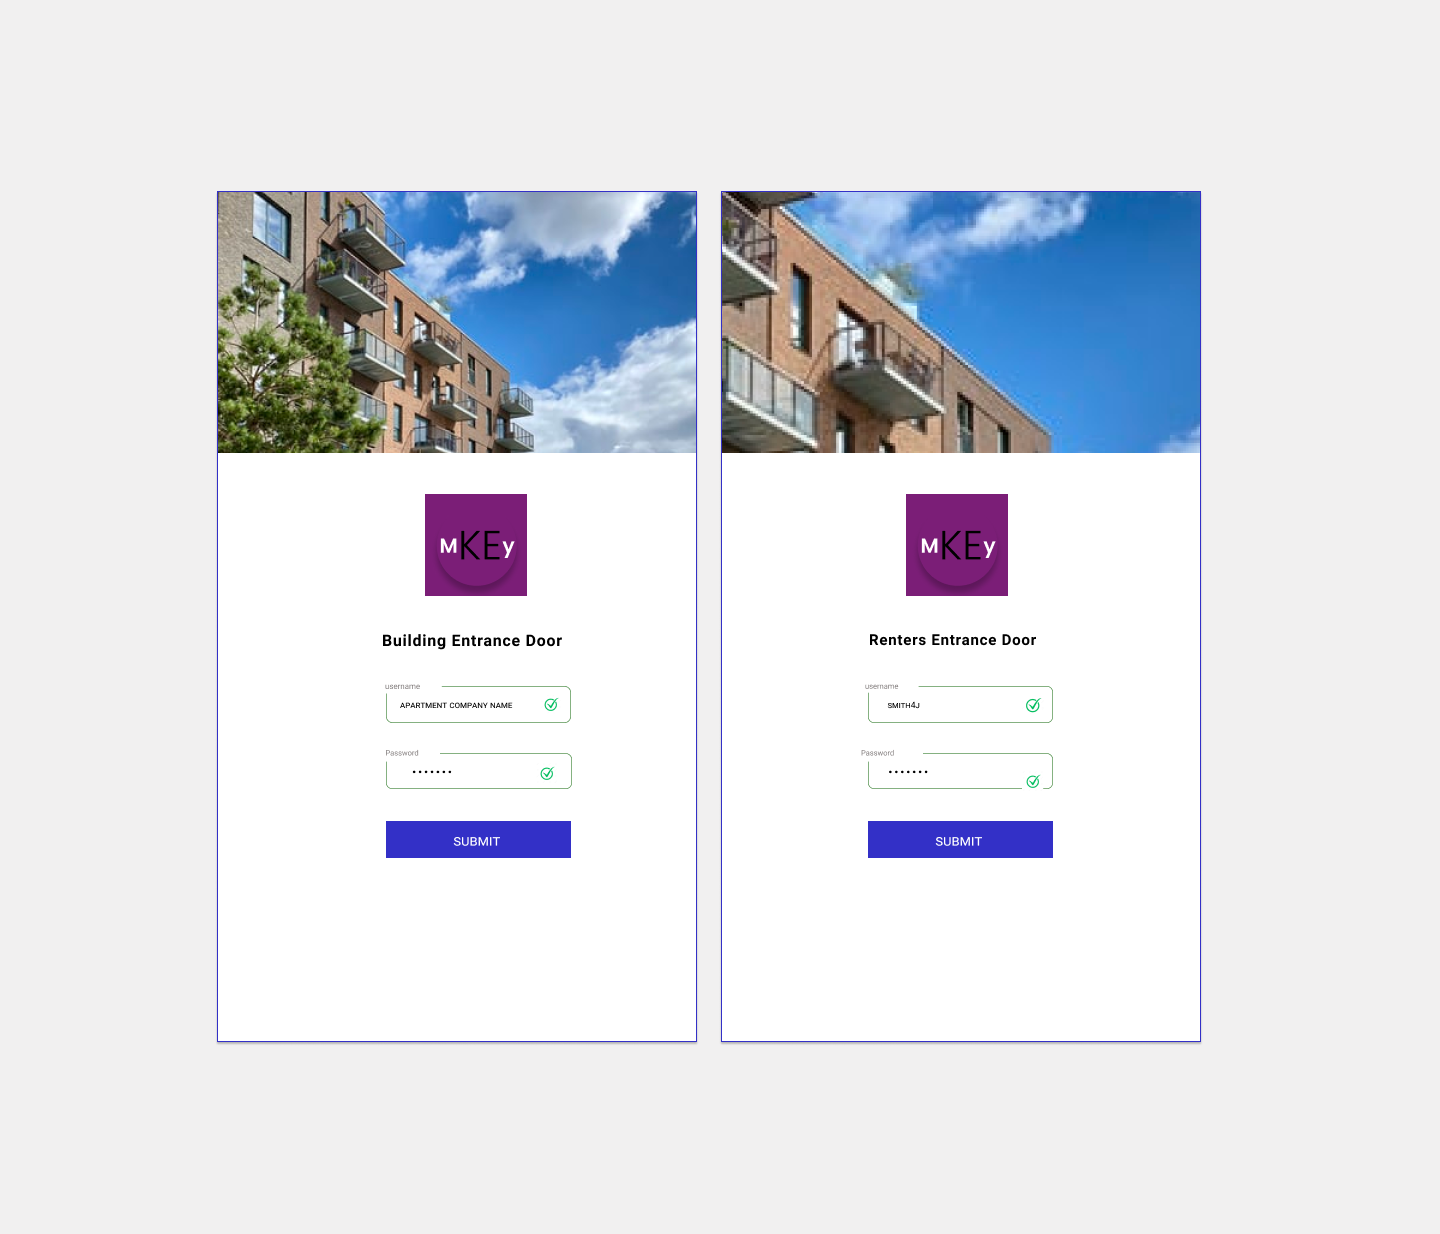 MKEy
Building Entrance Door
username
APARTMENT COMPANY NAME
Password
•••••••
SUBMIT
MKEy
Renters Entrance Door
username
SMITH4J
Password
•••••••
SUBMIT